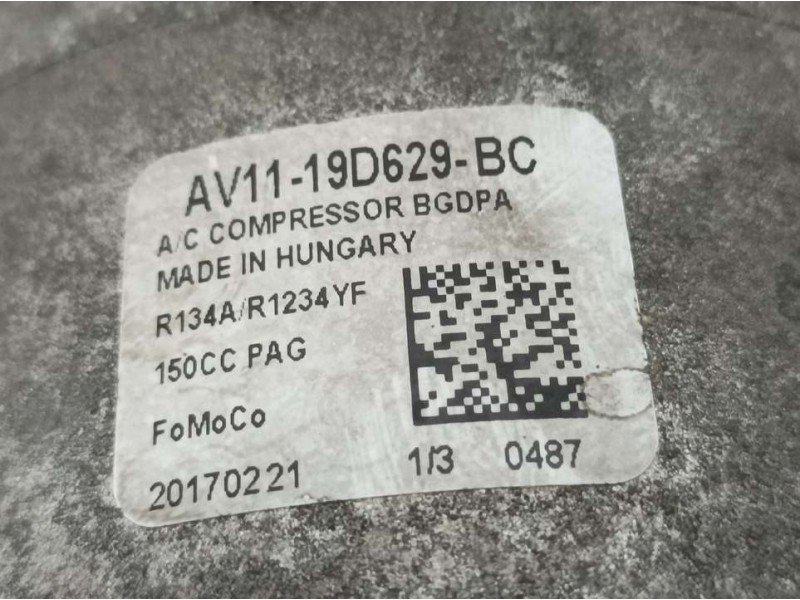 AV11-19D629-BC
A/C COMPRESSOR BGDPA
MADE IN HUNGARY
R134A/R1234YF
150CC PAG
FoMoCo
20170221 1/3 0487